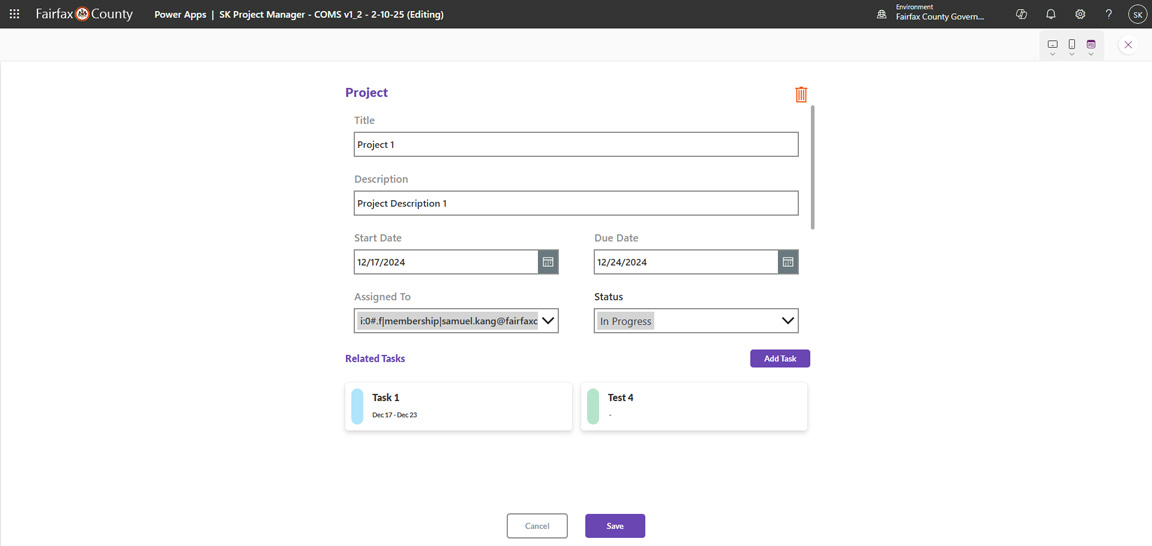 Fairfax County
Power Apps | SK Project Manager - COMS v1_2 - 2-10-25 (Editing)
Environment
Fairfax County Govern...
?
SK
Project
Title
Project 1
Description
Project Description 1
Start Date
Due Date
12/17/2024
12/24/2024
Assigned To
Status
i:0#.f|membership|samuel.kang@fairfaxc
In Progress
Related Tasks
Add Task
Task 1
Dec 17 - Dec 23
Test 4
-
Cancel
Save